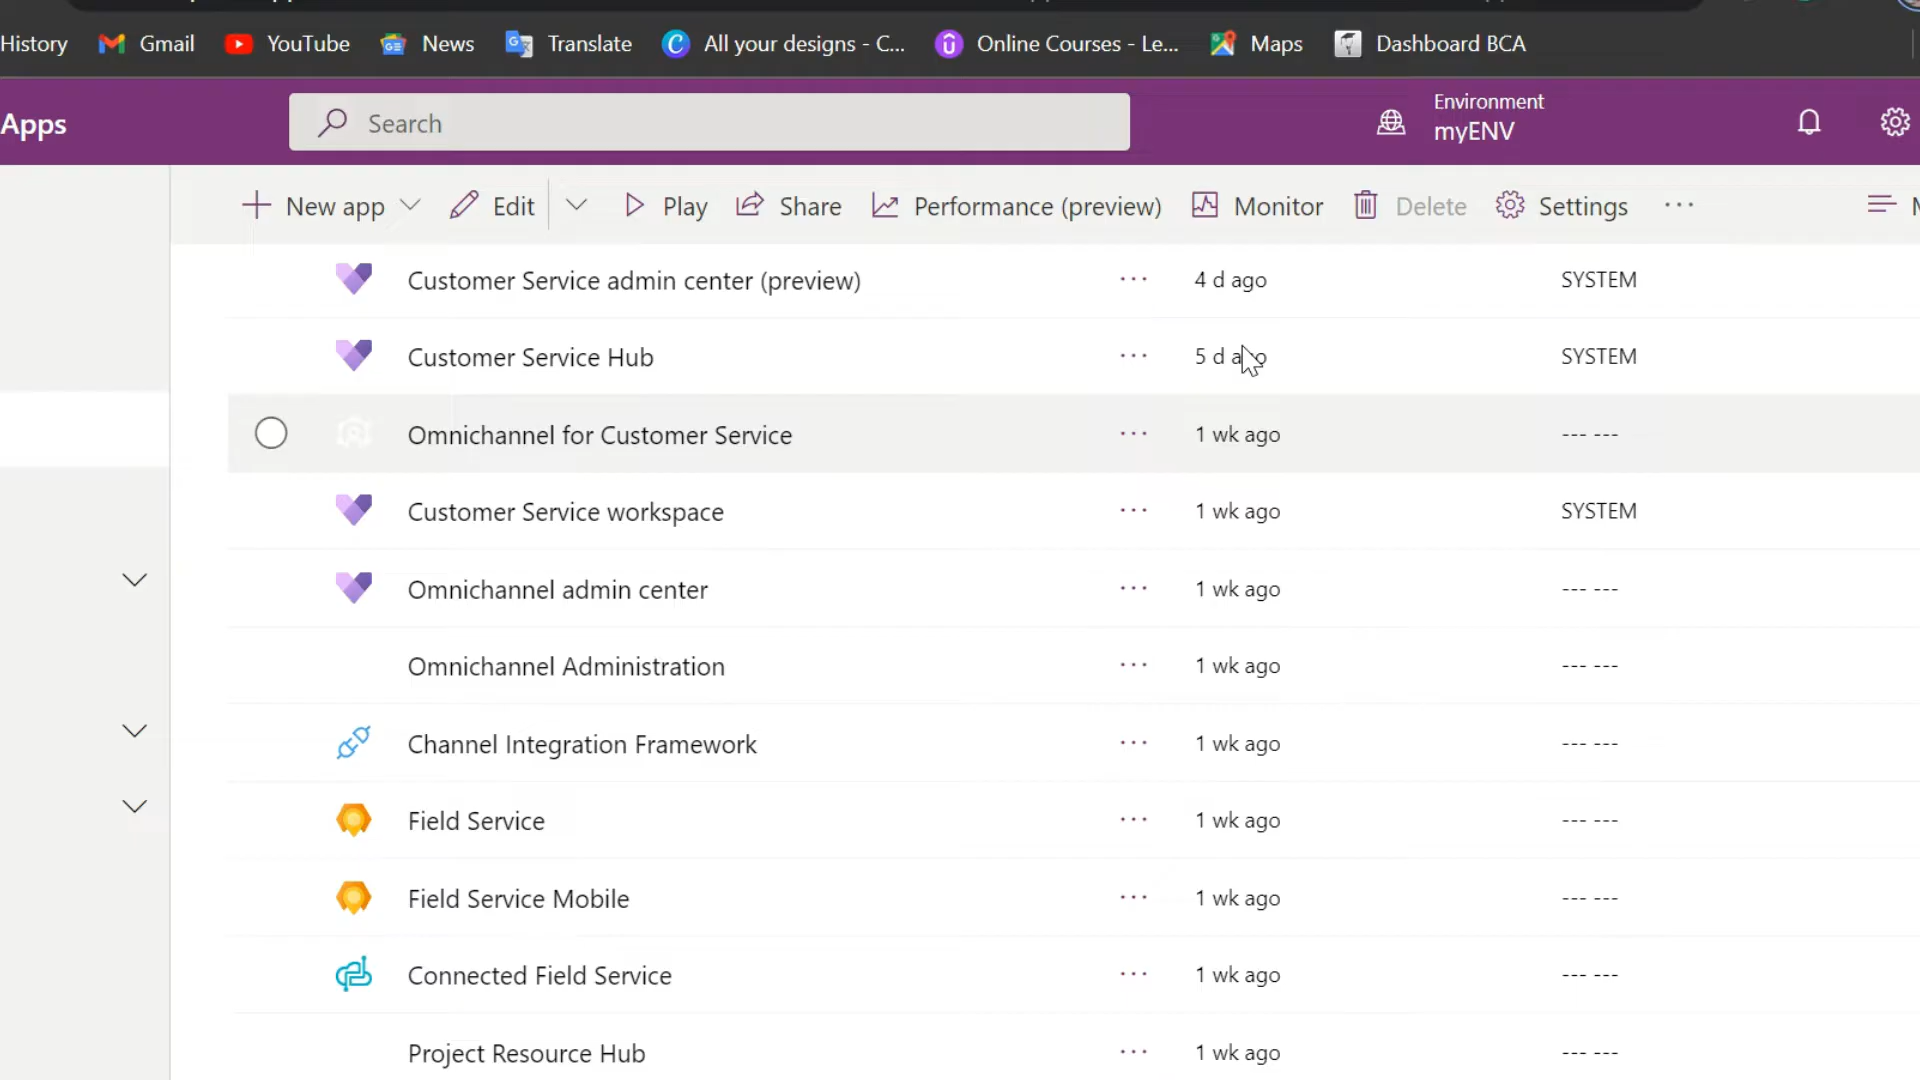 History Gmail YouTube News Translate All your designs - C... Online Courses - Le... Maps Dashboard BCA
Apps Search Environment
myENV
New app Edit Play Share Performance (preview) Monitor Delete Settings ...
Customer Service admin center (preview) ... 4 d ago SYSTEM
Customer Service Hub ... 5 d ago SYSTEM
Omnichannel for Customer Service ... 1 wk ago --- ---
Customer Service workspace ... 1 wk ago SYSTEM
Omnichannel admin center ... 1 wk ago --- ---
Omnichannel Administration ... 1 wk ago --- ---
Channel Integration Framework ... 1 wk ago --- ---
Field Service ... 1 wk ago --- ---
Field Service Mobile ... 1 wk ago --- ---
Connected Field Service ... 1 wk ago --- ---
Project Resource Hub ... 1 wk ago --- ---